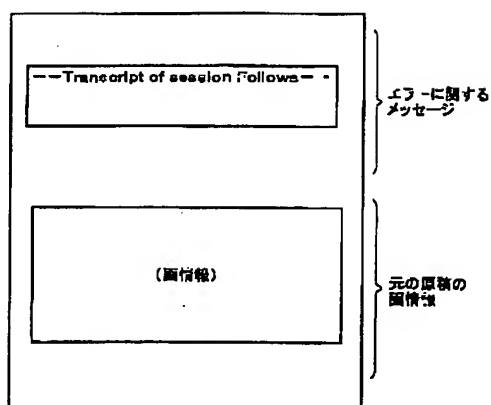 --Transcript of session Follows--
エラーに関する
メッセージ
(画情報)
元の原稿の
画情報